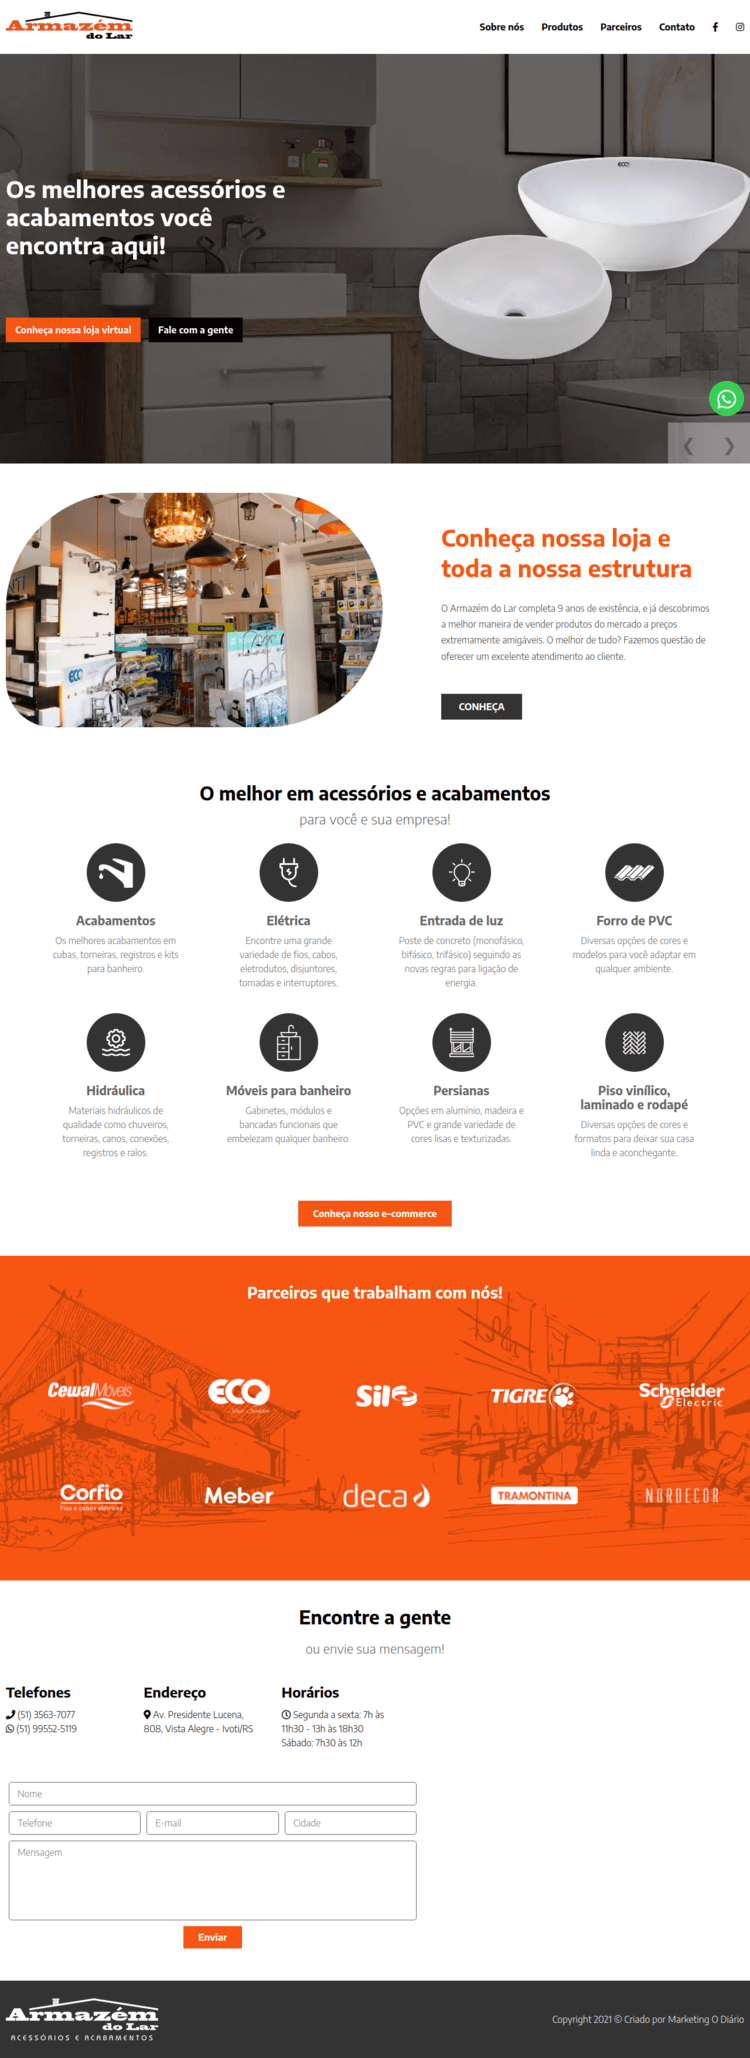 Armazém
do Lar
Sobre nós
Produtos
Parceiros
Contato
Os melhores acessórios e
acabamentos você
encontra aqui!
ECO
Conheça nossa loja virtual
Fale com a gente
TRAMONTINA
ECO
Conheça nossa loja e
toda a nossa estrutura
O Armazém do Lar completa 9 anos de existência, e já descobrimos
a melhor maneira de vender produtos do mercado a preços
extremamente amigáveis. O melhor de tudo? Fazemos questão de
oferecer um excelente atendimento ao cliente.
CONHEÇA
O melhor em acessórios e acabamentos
para você e sua empresa!
Acabamentos
Os melhores acabamentos em
cubas, torneiras, registros e kits
para banheiro.
Elétrica
Encontre uma grande
variedade de fios, cabos,
eletrodutos, disjuntores,
tomadas e interruptores.
Entrada de luz
Poste de concreto (monofásico,
bifásico, trifásico) seguindo as
novas regras para ligação de
energia.
Forro de PVC
Diversas opções de cores e
modelos para você adaptar em
qualquer ambiente.
Hidráulica
Materiais hidráulicos de
qualidade como chuveiros,
torneiras, canos, conexões,
registros e ralos.
Móveis para banheiro
Gabinetes, módulos e
bancadas funcionais que
embelezam qualquer banheiro.
Persianas
Opções em alumínio, madeira e
PVC e grande variedade de
cores lisas e texturizadas.
Piso vinílico,
laminado e rodapé
Diversas opções de cores e
formatos para deixar sua casa
linda e aconchegante.
Conheça nosso e-commerce
Parceiros que trabalham com nós!
Cewal Móveis
ECO
Sil
TIGRE
Schneider
Electric
Corfio
Fios e cabos elétricos
Meber
deca
TRAMONTINA
NORDECOR
Encontre a gente
ou envie sua mensagem!
Telefones
(51) 3563-7077
(51) 99552-5119
Endereço
Av. Presidente Lucena,
808, Vista Alegre - Ivoti/RS
Horários
Segunda a sexta: 7h às
11h30 - 13h às 18h30
Sábado: 7h30 às 12h
Nome
Telefone
E-mail
Cidade
Mensagem
Enviar
Armazém
do Lar
ACESSÓRIOS E ACABAMENTOS
Copyright 2021 © Criado por Marketing O Diário